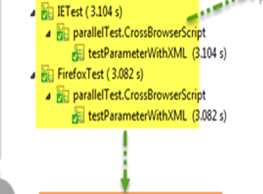 IETest (3.104 s)
parallelTest.CrossBrowserScript
testParameterWithXML (3.104 s)
FirefoxTest (3.082 s)
parallelTest.CrossBrowserScript
testParameterWithXML (3.082 s)